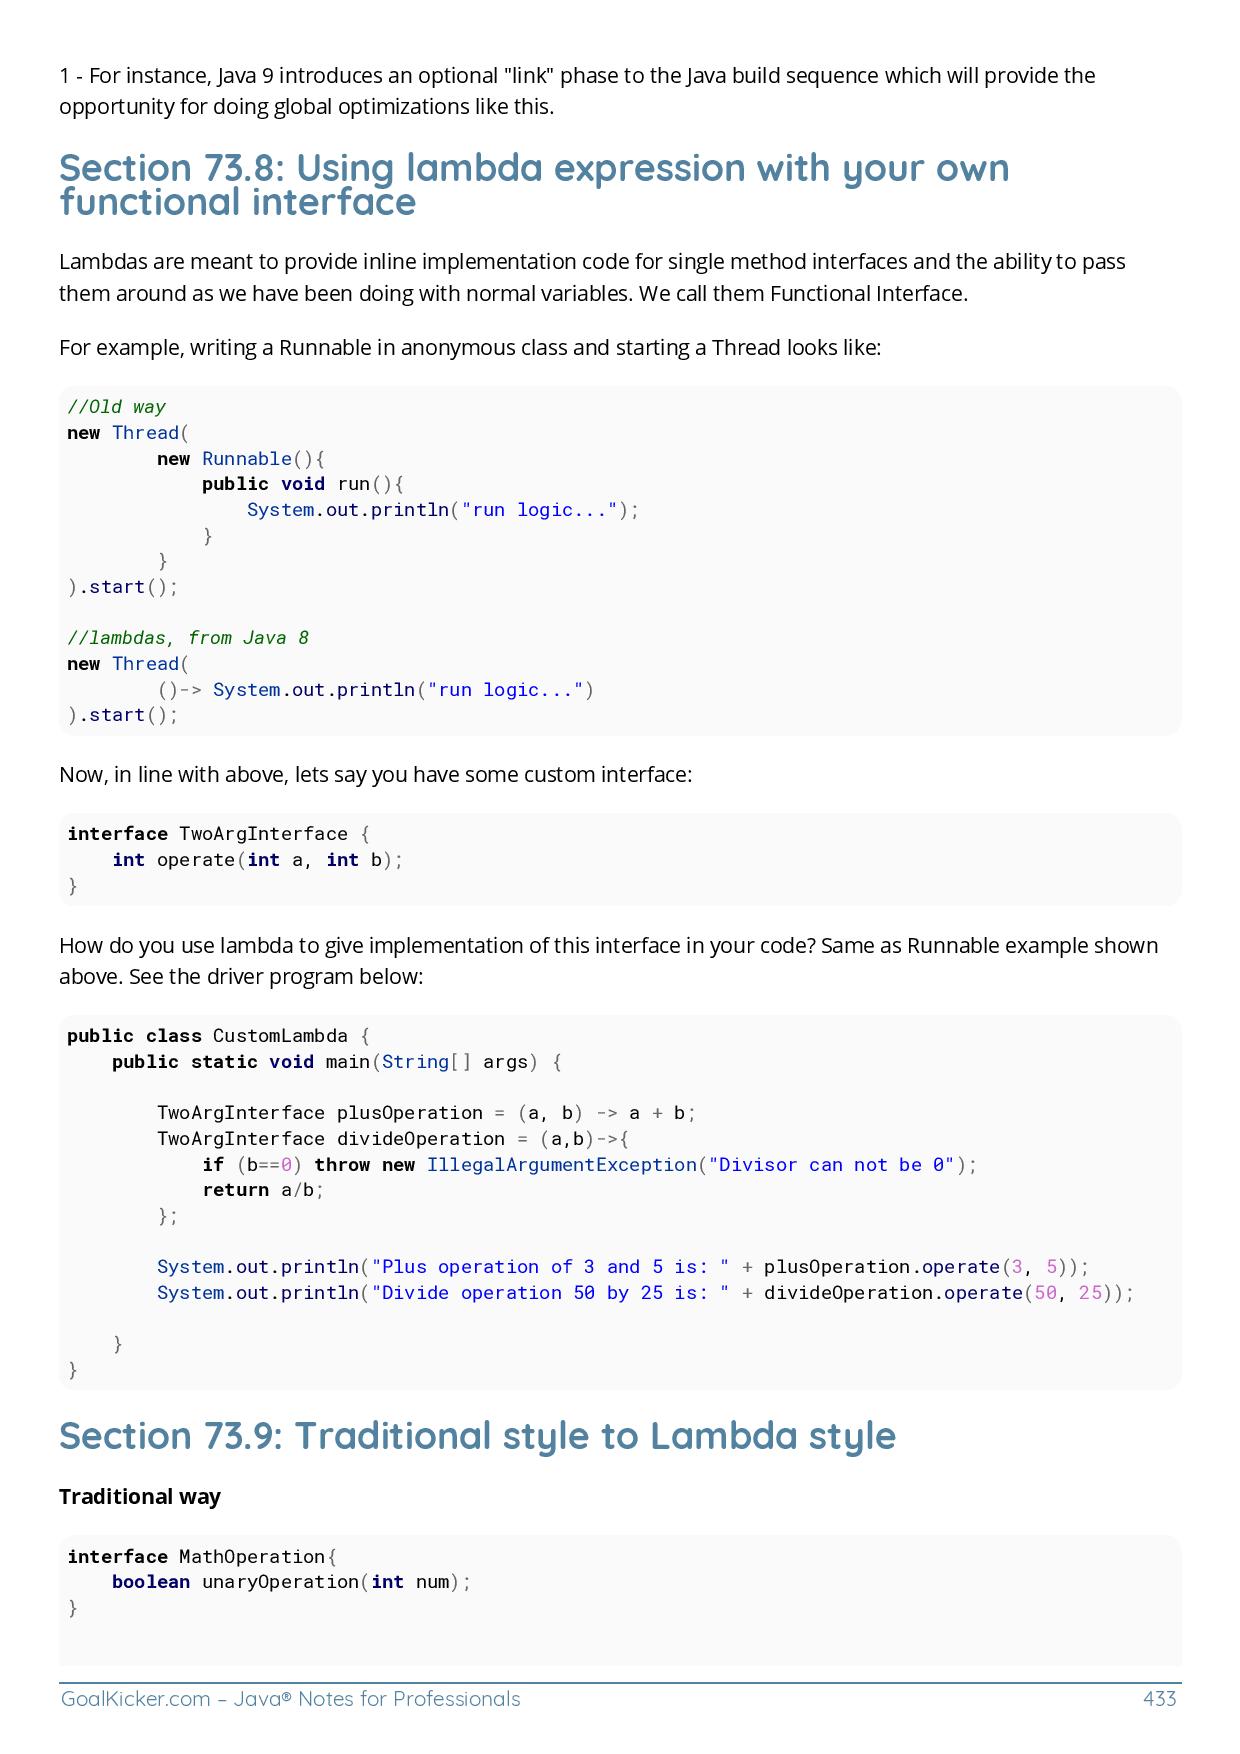 1 - For instance, Java 9 introduces an optional "link" phase to the Java build sequence which will provide the
opportunity for doing global optimizations like this.
Section 73.8: Using lambda expression with your own
functional interface
Lambdas are meant to provide inline implementation code for single method interfaces and the ability to pass
them around as we have been doing with normal variables. We call them Functional Interface.
For example, writing a Runnable in anonymous class and starting a Thread looks like:
//Old way
new Thread(
        new Runnable(){
            public void run(){
                System.out.println("run logic...");
            }
        }
).start();
//lambdas, from Java 8
new Thread(
        ()-> System.out.println("run logic...")
).start();
Now, in line with above, lets say you have some custom interface:
interface TwoArgInterface {
    int operate(int a, int b);
}
How do you use lambda to give implementation of this interface in your code? Same as Runnable example shown
above. See the driver program below:
public class CustomLambda {
    public static void main(String[] args) {
        TwoArgInterface plusOperation = (a, b) -> a + b;
        TwoArgInterface divideOperation = (a,b)->{
            if (b==0) throw new IllegalArgumentException("Divisor can not be 0");
            return a/b;
        };
        System.out.println("Plus operation of 3 and 5 is: " + plusOperation.operate(3, 5));
        System.out.println("Divide operation 50 by 25 is: " + divideOperation.operate(50, 25));
    }
}
Section 73.9: Traditional style to Lambda style
Traditional way
interface MathOperation{
    boolean unaryOperation(int num);
}
GoalKicker.com – Java® Notes for Professionals 433